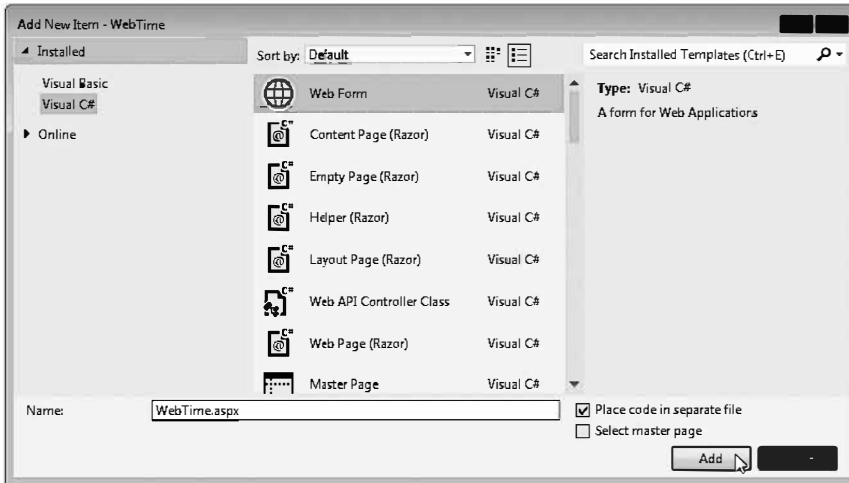 Add New Item - WebTime
Installed
Sort by: Default
Search Installed Templates (Ctrl+E)
Visual Basic
Visual C#
Online
Web Form Visual C#
Content Page (Razor) Visual C#
Empty Page (Razor) Visual C#
Helper (Razor) Visual C#
Layout Page (Razor) Visual C#
Web API Controller Class Visual C#
Web Page (Razor) Visual C#
Master Page Visual C#
Type: Visual C#
A form for Web Applications
Name: WebTime.aspx
Place code in separate file
Select master page
Add